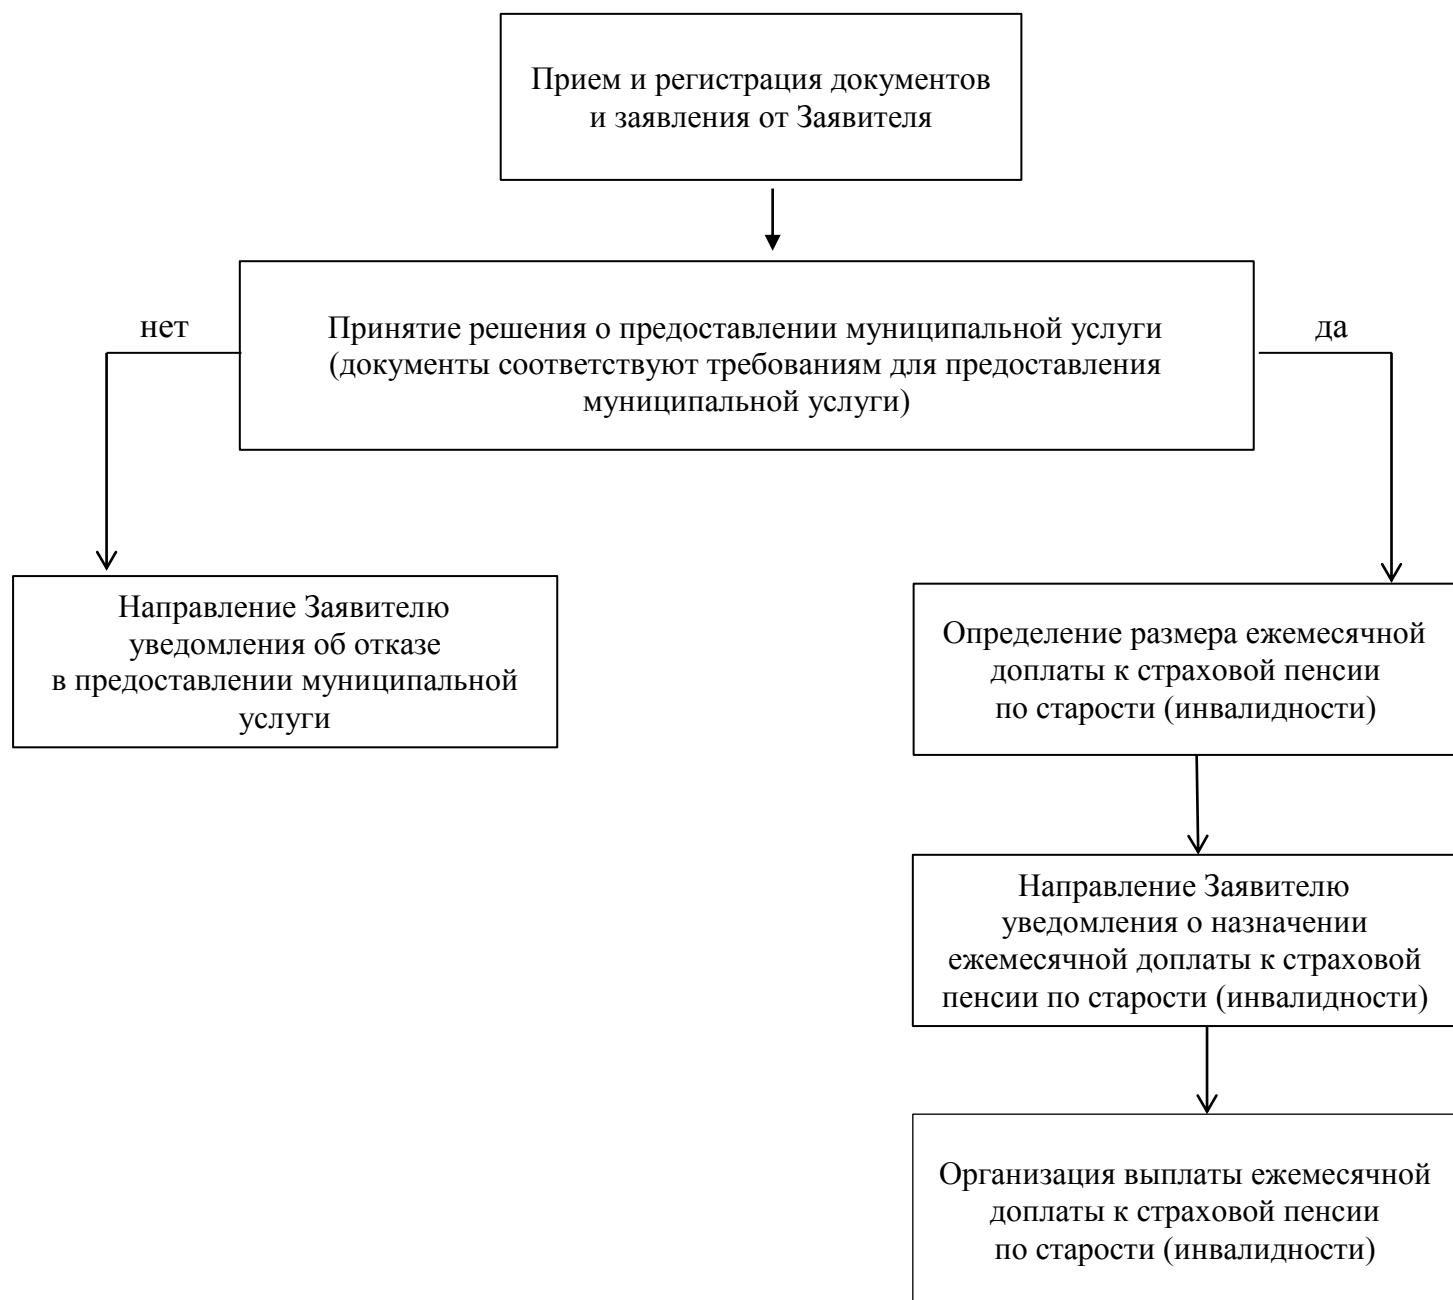 Прием и регистрация документов
и заявления от Заявителя
нет
Принятие решения о предоставлении муниципальной услуги
(документы соответствуют требованиям для предоставления
муниципальной услуги)
да
Направление Заявителю
уведомления об отказе
в предоставлении муниципальной
услуги
Определение размера ежемесячной
доплаты к страховой пенсии
по старости (инвалидности)
Направление Заявителю
уведомления о назначении
ежемесячной доплаты к страховой
пенсии по старости (инвалидности)
Организация выплаты ежемесячной
доплаты к страховой пенсии
по старости (инвалидности)